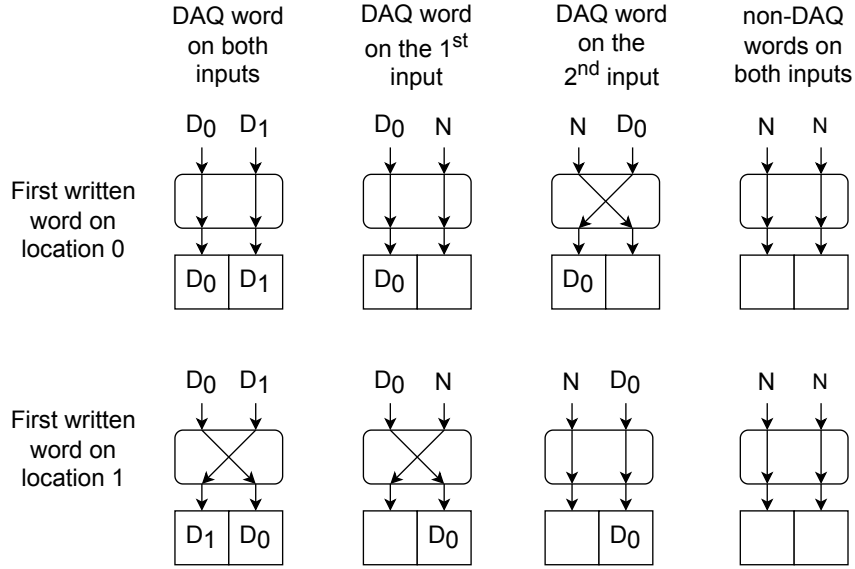 DAQ word
on both
inputs
DAQ word
on the 1st
input
DAQ word
on the
2nd input
non-DAQ
words on
both inputs
D0 D1 D0 N N D0 N N
First written
word on
location 0
D0 D1 D0 D0
D0 D1 D0 N N D0 N N
First written
word on
location 1
D1 D0 D0 D0